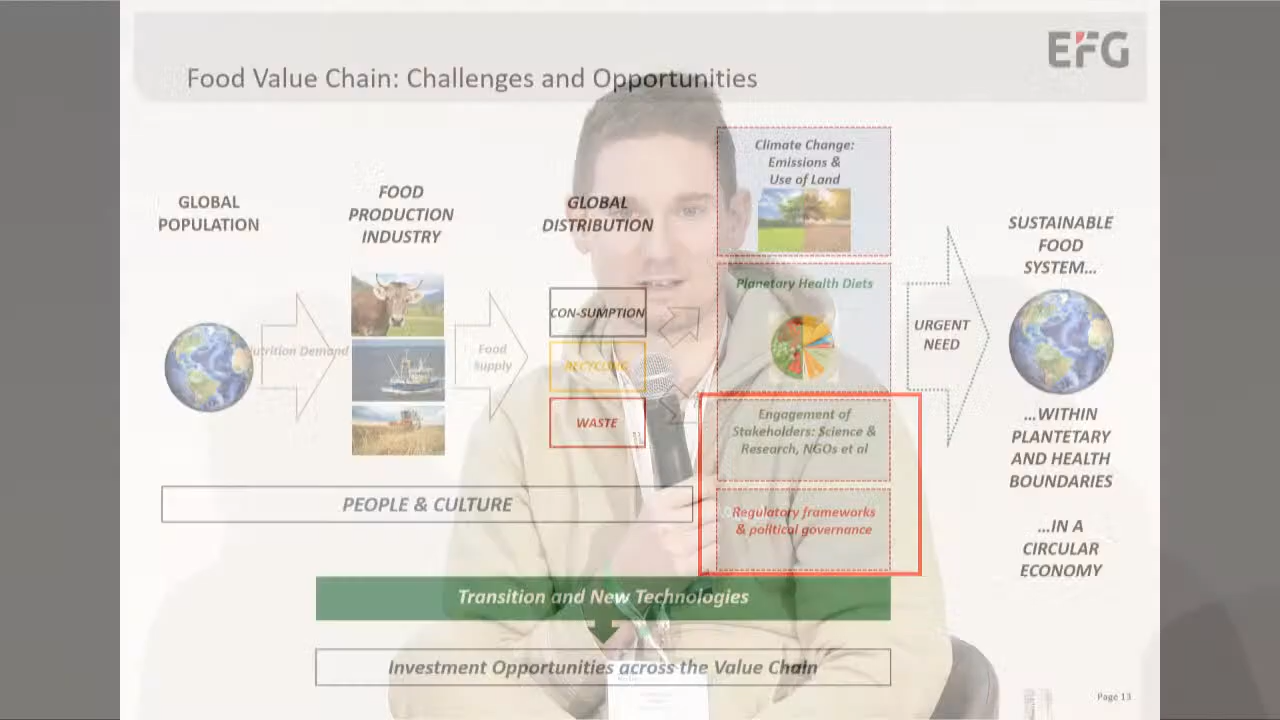 EFG
Food Value Chain: Challenges and Opportunities
GLOBAL
POPULATION
Nutrition Demand
FOOD
PRODUCTION
INDUSTRY
Food
Supply
GLOBAL
DISTRIBUTION
CON-SUMPTION
RECYCLING
WASTE
Climate Change:
Emissions &
Use of Land
Planetary Health Diets
Engagement of
Stakeholders: Science &
Research, NGOs et al
Regulatory frameworks
& political governance
URGENT
NEED
SUSTAINABLE
FOOD
SYSTEM...
...WITHIN
PLANTETARY
AND HEALTH
BOUNDARIES
...IN A
CIRCULAR
ECONOMY
PEOPLE & CULTURE
Transition and New Technologies
Investment Opportunities across the Value Chain
Page 13